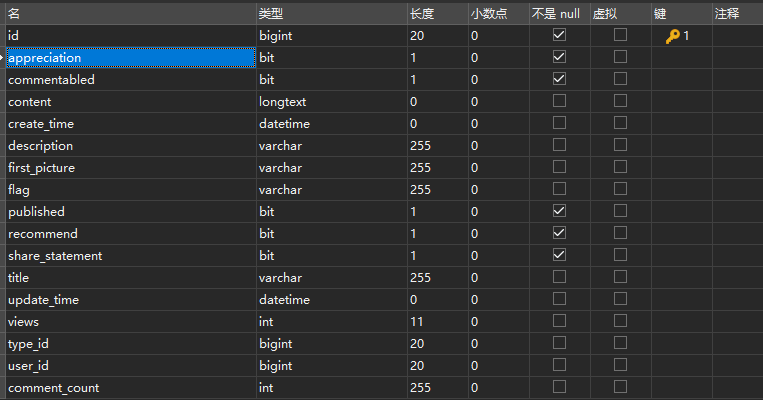 名 类型 长度 小数点 不是 null 虚拟 键 注释
id bigint 20 0 1
appreciation bit 1 0
commentabled bit 1 0
content longtext 0 0
create_time datetime 0 0
description varchar 255 0
first_picture varchar 255 0
flag varchar 255 0
published bit 1 0
recommend bit 1 0
share_statement bit 1 0
title varchar 255 0
update_time datetime 0 0
views int 11 0
type_id bigint 20 0
user_id bigint 20 0
comment_count int 255 0